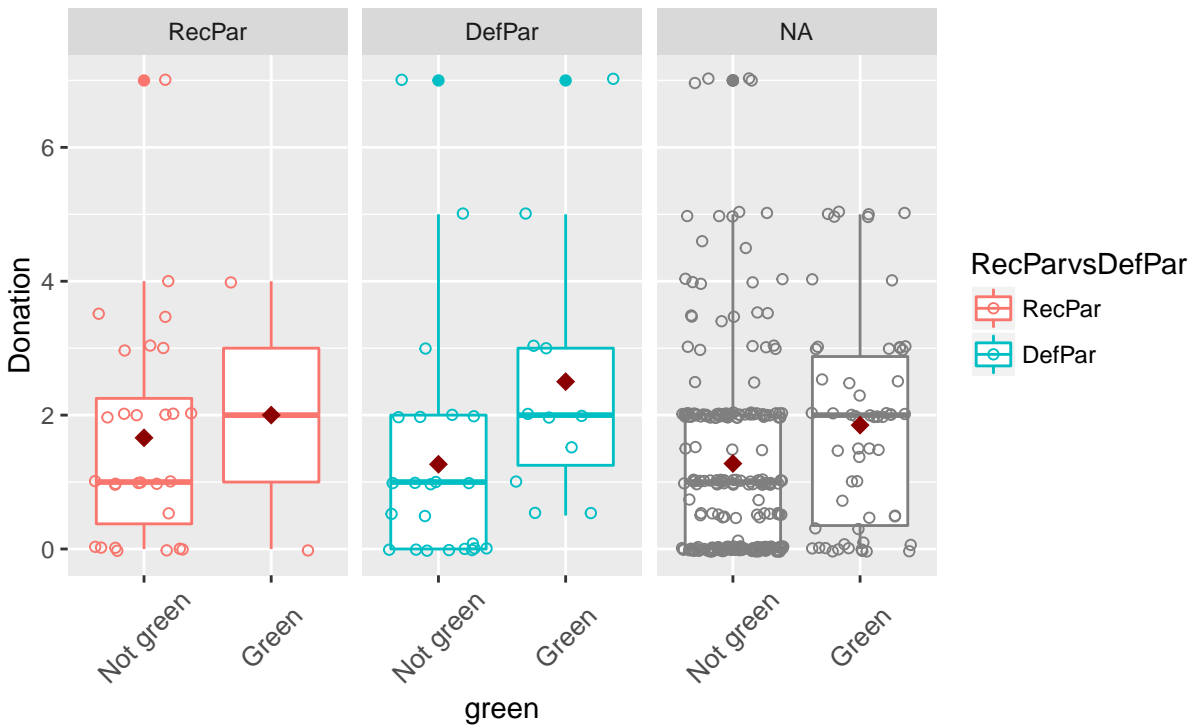 RecPar
DefPar
NA
6
4
2
0
Donation
Not green
Green
Not green
Green
Not green
Green
green
RecParvsDefPar
RecPar
DefPar